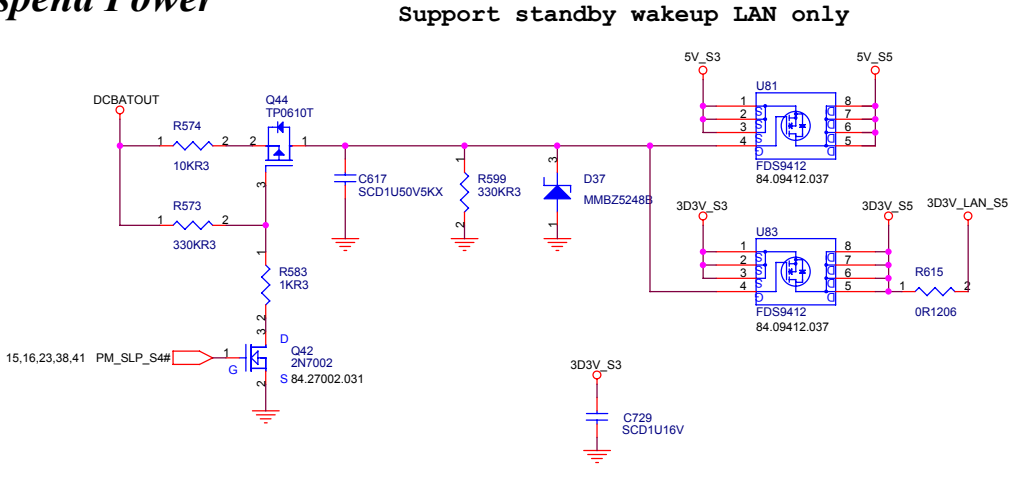 spend Power
Support standby wakeup LAN only
5V_S3
5V_S5
U81
1
2
3
4
S
S
S
G
D
D
D
D
8
7
6
5
FDS9412
84.09412.037
DCBATOUT
Q44
TP0610T
R574
1
2
10KR3
2
1
3
R573
1
2
330KR3
C617
SCD1U50V5KX
1
R599
330KR3
2
3
D37
MMBZ5248B
1
3D3V_S3
3D3V_S5
3D3V_LAN_S5
U83
1
2
3
4
S
S
S
G
D
D
D
D
8
7
6
5
FDS9412
84.09412.037
R615
1
2
0R1206
1
R583
1KR3
2
3
D
Q42
2N7002
15,16,23,38,41
PM_SLP_S4#
1
G
2
S
84.27002.031
3D3V_S3
C729
SCD1U16V